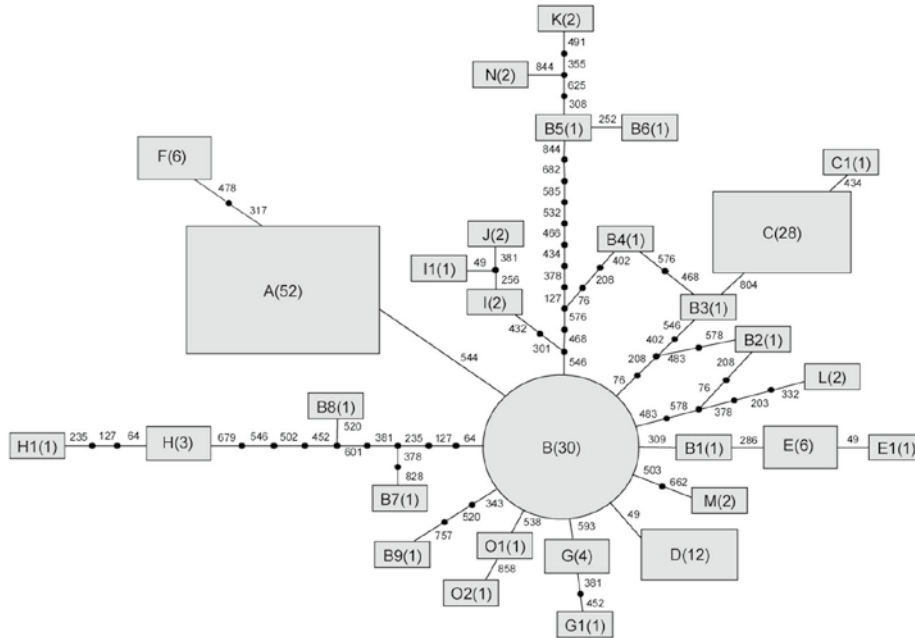 K(2)
491
355
N(2) 844
625
308
B5(1) 252 B6(1)
F(6)
844
C1(1)
682
434
478
585
317
532
J(2)
466
B4(1)
C(28)
434
576
I1(1) 49 381
402
468
A(52)
256
378
208
I(2)
127
76
B3(1) 804
432
576
546
301
468
402
578 B2(1)
544
546
208 483
76
208
L(2)
76
332
B8(1)
483 578 378 203
520
H1(1) 235 127 64 H(3) 679 546 502 452 601 381 235 127 64 B(30) 309 B1(1) 286 E(6) 49 E1(1)
378
828
503
662
B7(1)
M(2)
343
520
757
538
593
49
B9(1)
O1(1)
G(4)
D(12)
858
381
O2(1)
452
G1(1)